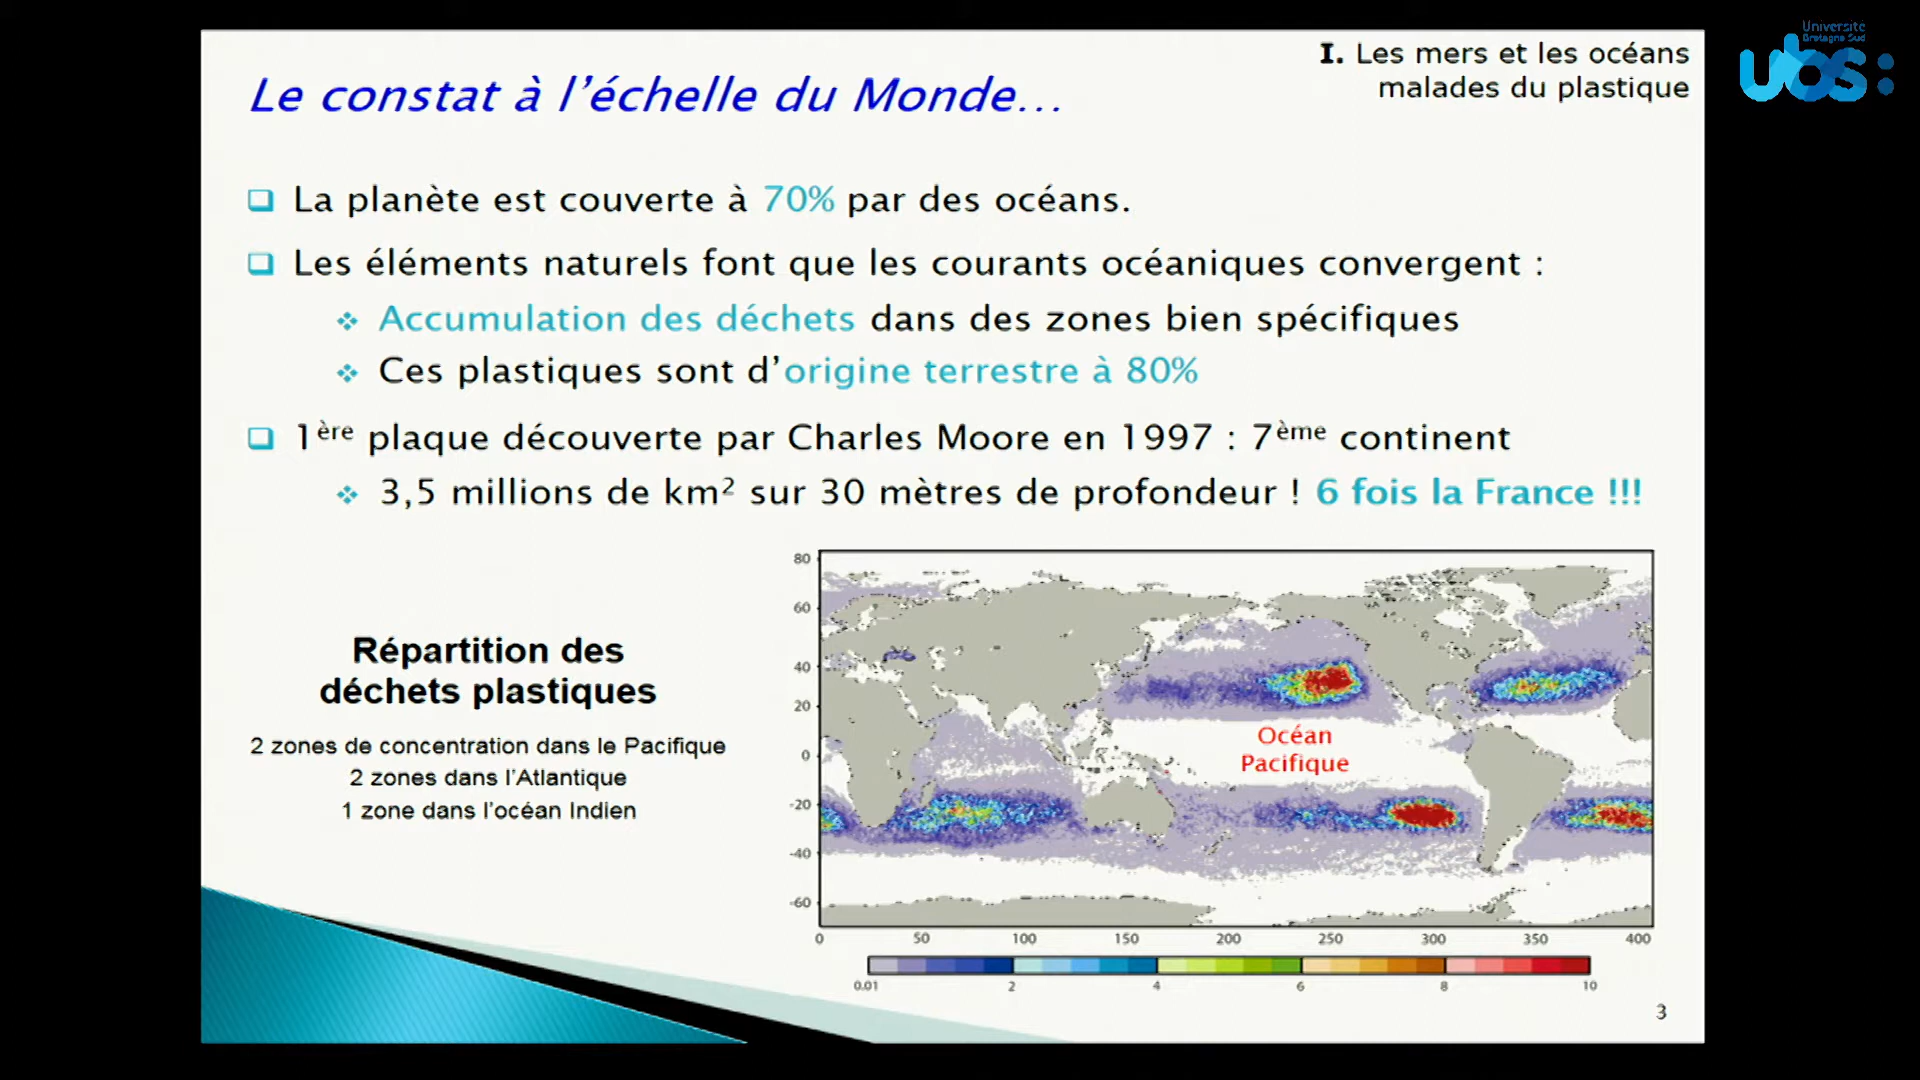 Université
Bretagne Sud
ubs:
I. Les mers et les océans
malades du plastique
Le constat à l’échelle du Monde...
La planète est couverte à 70% par des océans.
Les éléments naturels font que les courants océaniques convergent :
Accumulation des déchets dans des zones bien spécifiques
Ces plastiques sont d’origine terrestre à 80%
1ère plaque découverte par Charles Moore en 1997 : 7ème continent
3,5 millions de km² sur 30 mètres de profondeur ! 6 fois la France !!!
Répartition des
déchets plastiques
2 zones de concentration dans le Pacifique
2 zones dans l’Atlantique
1 zone dans l’océan Indien
80
60
40
20
0
-20
-40
-60
Océan
Pacifique
0 50 100 150 200 250 300 350 400
0.01 2 4 6 8 10
3